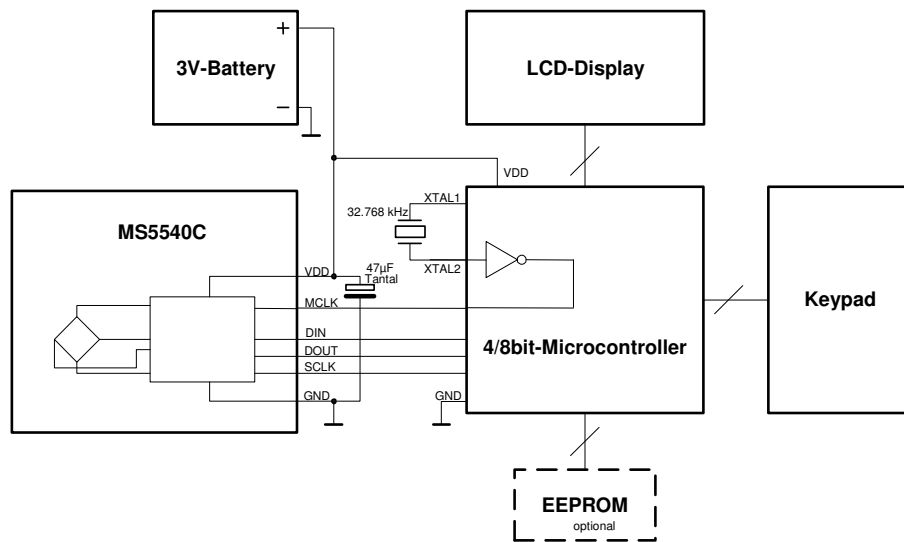 +
3V-Battery
−
LCD-Display
VDD
MS5540C
32.768 kHz
XTAL1
XTAL2
VDD
47µF
Tantal
MCLK
DIN
DOUT
SCLK
GND
4/8bit-Microcontroller
GND
Keypad
EEPROM
optional